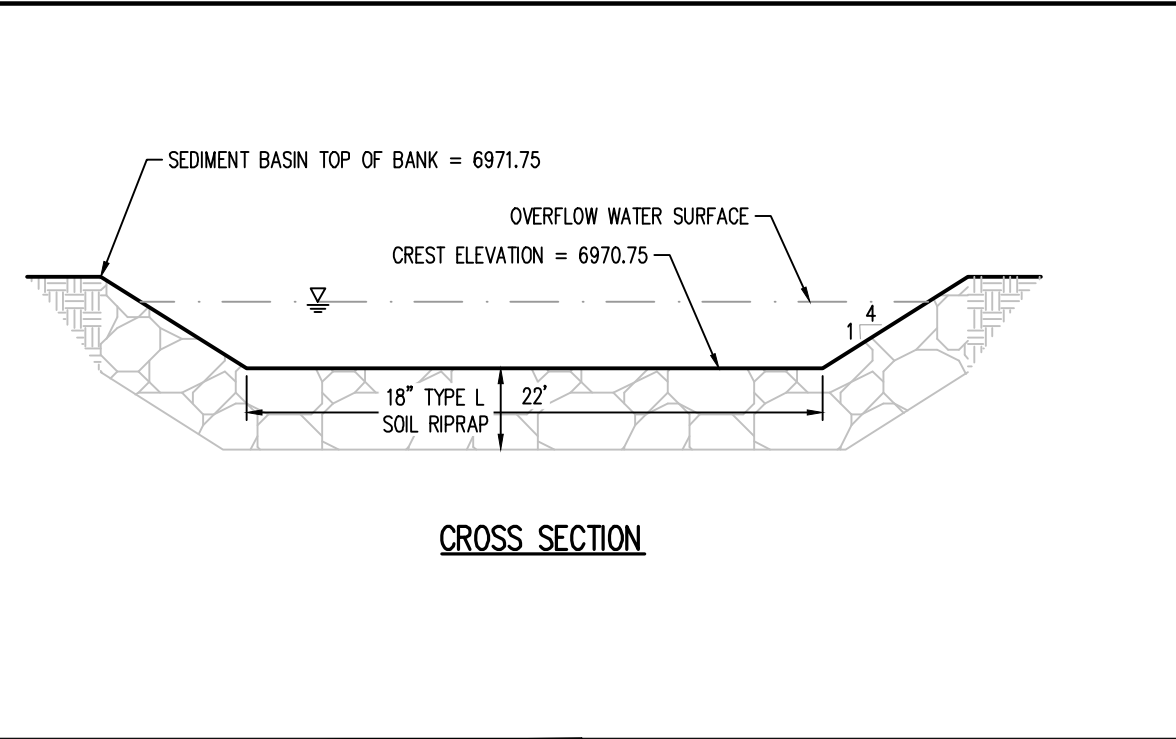 SEDIMENT BASIN TOP OF BANK = 6971.75
OVERFLOW WATER SURFACE
CREST ELEVATION = 6970.75
4
1
18" TYPE L
SOIL RIPRAP
22'
CROSS SECTION